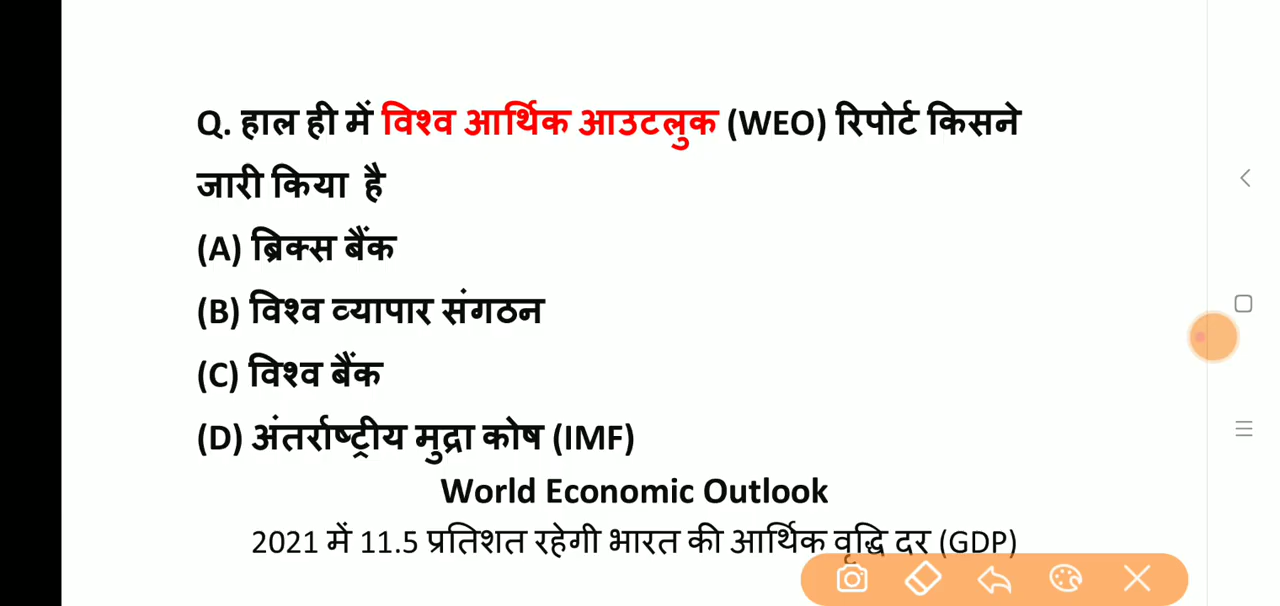 Q. हाल ही में विश्व आर्थिक आउटलुक (WEO) रिपोर्ट किसने
जारी किया है
(A) ब्रिक्स बैंक
(B) विश्व व्यापार संगठन
(C) विश्व बैंक
(D) अंतर्राष्ट्रीय मुद्रा कोष (IMF)
World Economic Outlook
2021 में 11.5 प्रतिशत रहेगी भारत की आर्थिक वृद्धि दर (GDP)